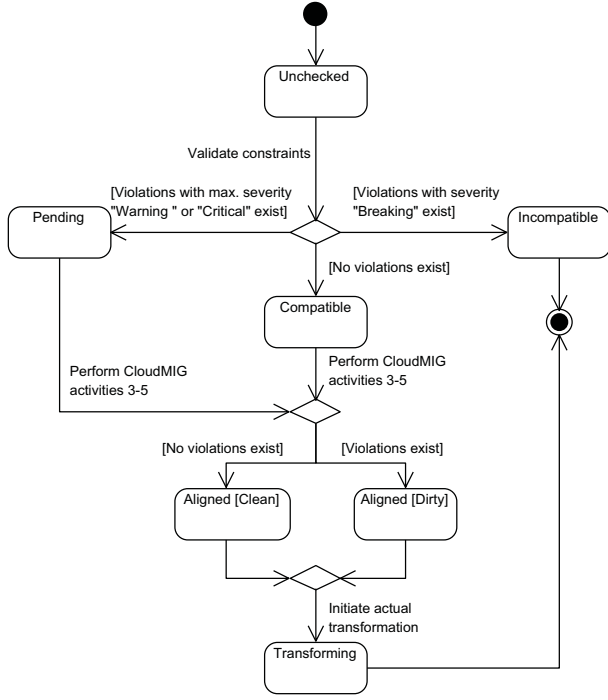 Unchecked
Validate constraints
[Violations with max. severity
"Warning " or "Critical" exist]
[Violations with severity
"Breaking" exist]
Pending
Incompatible
[No violations exist]
Compatible
Perform CloudMIG
activities 3-5
Perform CloudMIG
activities 3-5
[No violations exist]
[Violations exist]
Aligned [Clean]
Aligned [Dirty]
Initiate actual
transformation
Transforming